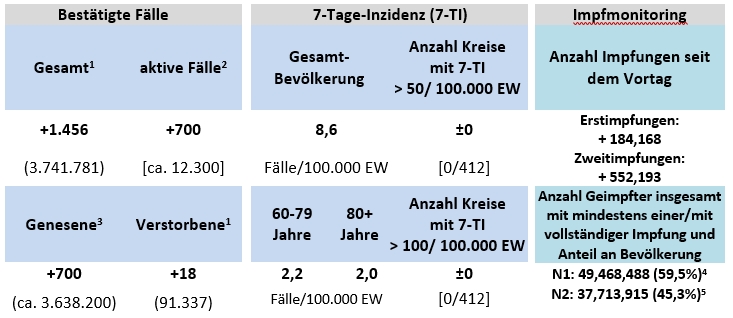 Bestätigte Fälle
7-Tage-Inzidenz (7-TI)
Impfmonitoring
Gesamt¹
aktive Fälle²
Gesamt-
Bevölkerung
Anzahl Kreise
mit 7-TI
> 50/ 100.000 EW
Anzahl Impfungen seit
dem Vortag
+1.456
+700
8,6
±0
Erstimpfungen:
+ 184,168
Zweitimpfungen:
+ 552,193
(3.741.781)
[ca. 12.300]
Fälle/100.000 EW
[0/412]
Genesene³
Verstorbene¹
60-79
Jahre
80+
Jahre
Anzahl Kreise
mit 7-TI
> 100/ 100.000 EW
Anzahl Geimpfter insgesamt
mit mindestens einer/mit
vollständiger Impfung und
Anteil an Bevölkerung
+700
+18
2,2
2,0
±0
N1: 49,468,488 (59,5%)⁴
N2: 37,713,915 (45,3%)⁵
(ca. 3.638.200)
(91.337)
Fälle/100.000 EW
[0/412]